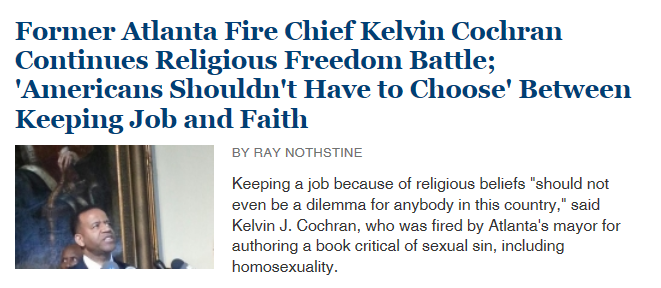 Former Atlanta Fire Chief Kelvin Cochran
Continues Religious Freedom Battle;
'Americans Shouldn't Have to Choose' Between
Keeping Job and Faith
BY RAY NOTHSTINE
Keeping a job because of religious beliefs "should not
even be a dilemma for anybody in this country," said
Kelvin J. Cochran, who was fired by Atlanta's mayor for
authoring a book critical of sexual sin, including
homosexuality.